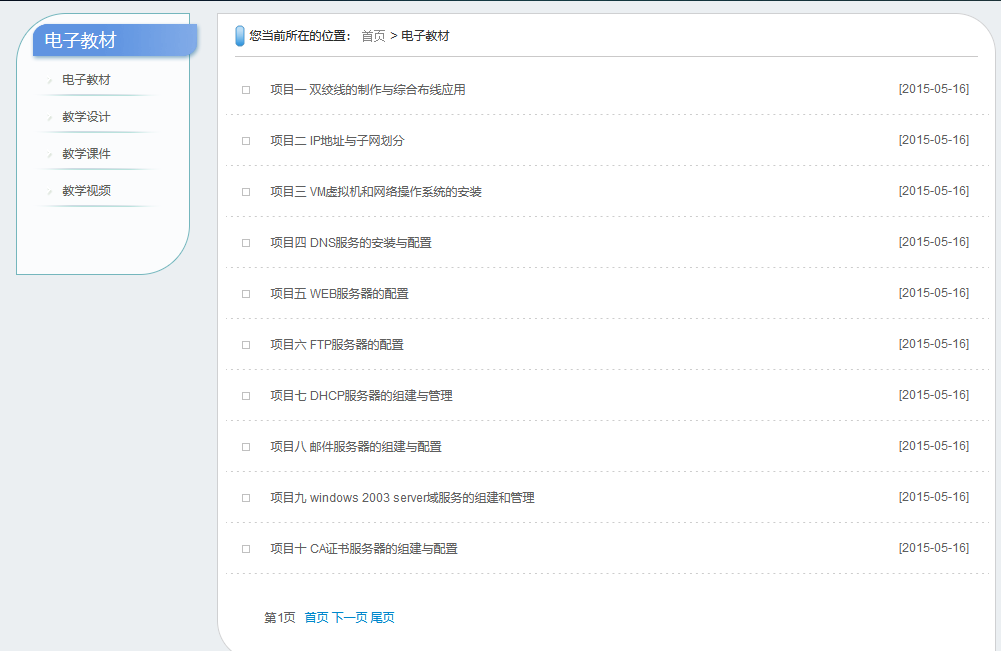 电子教材
电子教材
教学设计
教学课件
教学视频
您当前所在的位置： 首页 > 电子教材
项目一 双绞线的制作与综合布线应用 [2015-05-16]
项目二 IP地址与子网划分 [2015-05-16]
项目三 VM虚拟机和网络操作系统的安装 [2015-05-16]
项目四 DNS服务的安装与配置 [2015-05-16]
项目五 WEB服务器的配置 [2015-05-16]
项目六 FTP服务器的配置 [2015-05-16]
项目七 DHCP服务器的组建与管理 [2015-05-16]
项目八 邮件服务器的组建与配置 [2015-05-16]
项目九 windows 2003 server域服务的组建和管理 [2015-05-16]
项目十 CA证书服务器的组建与配置 [2015-05-16]
第1页 首页 下一页 尾页